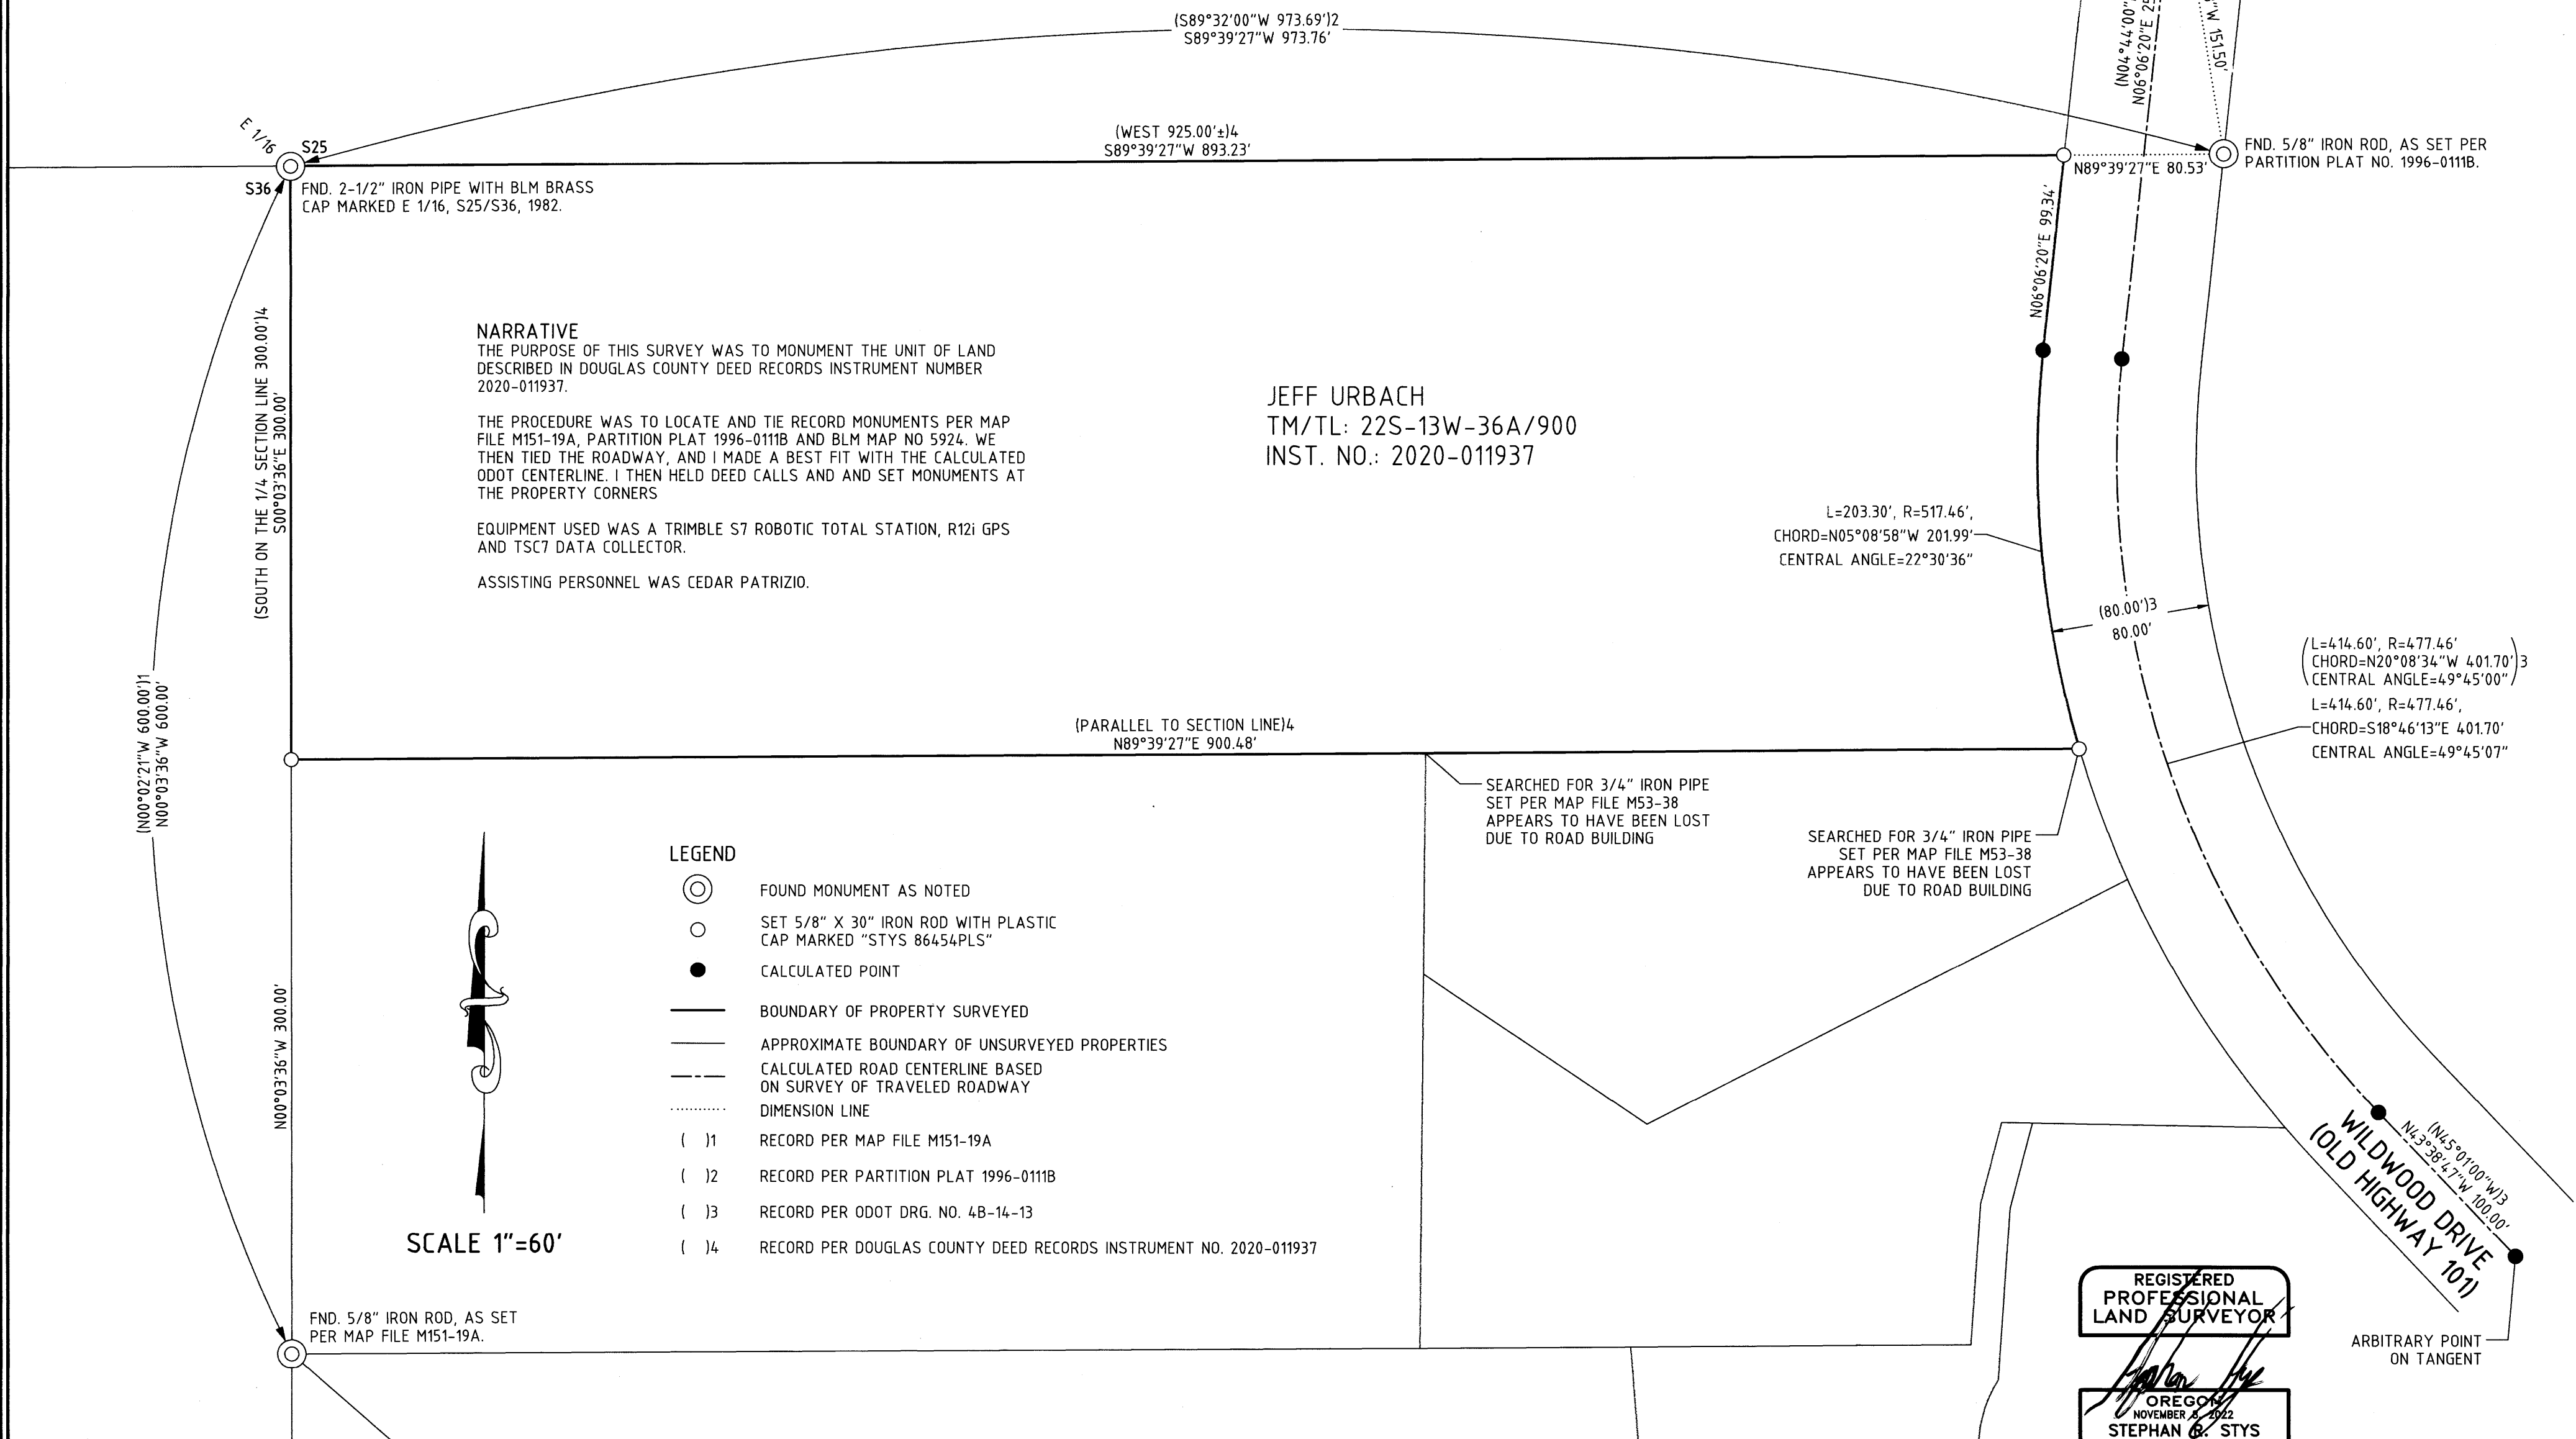 (S89°32'00"W 973.69')2
S89°39'27"W 973.76'
(N04°44'00"
N06°06'20"E
"W 151.50'
E 1/16
S25
S36
(WEST 925.00'±)4
S89°39'27"W 893.23'
N89°39'27"E 80.53'
FND. 5/8" IRON ROD, AS SET PER
PARTITION PLAT NO. 1996-0111B.
FND. 2-1/2" IRON PIPE WITH BLM BRASS
CAP MARKED E 1/16, S25/S36, 1982.
N06°06'20"E 99.34'
(SOUTH ON THE 1/4 SECTION LINE 300.00')4
S00°03'36"E 300.00'
NARRATIVE
THE PURPOSE OF THIS SURVEY WAS TO MONUMENT THE UNIT OF LAND
DESCRIBED IN DOUGLAS COUNTY DEED RECORDS INSTRUMENT NUMBER
2020-011937.
THE PROCEDURE WAS TO LOCATE AND TIE RECORD MONUMENTS PER MAP
FILE M151-19A, PARTITION PLAT 1996-0111B AND BLM MAP NO 5924. WE
THEN TIED THE ROADWAY, AND I MADE A BEST FIT WITH THE CALCULATED
ODOT CENTERLINE. I THEN HELD DEED CALLS AND AND SET MONUMENTS AT
THE PROPERTY CORNERS
EQUIPMENT USED WAS A TRIMBLE S7 ROBOTIC TOTAL STATION, R12i GPS
AND TSC7 DATA COLLECTOR.
ASSISTING PERSONNEL WAS CEDAR PATRIZIO.
JEFF URBACH
TM/TL: 22S-13W-36A/900
INST. NO.: 2020-011937
L=203.30', R=517.46',
CHORD=N05°08'58"W 201.99'
CENTRAL ANGLE=22°30'36"
(80.00')3
80.00'
(L=414.60', R=477.46'
CHORD=N20°08'34"W 401.70'
CENTRAL ANGLE=49°45'00")3
L=414.60', R=477.46',
CHORD=S18°46'13"E 401.70'
CENTRAL ANGLE=49°45'07"
(N00°02'21"W 600.00')1
N00°03'36"W 600.00'
(PARALLEL TO SECTION LINE)4
N89°39'27"E 900.48'
SEARCHED FOR 3/4" IRON PIPE
SET PER MAP FILE M53-38
APPEARS TO HAVE BEEN LOST
DUE TO ROAD BUILDING
SEARCHED FOR 3/4" IRON PIPE
SET PER MAP FILE M53-38
APPEARS TO HAVE BEEN LOST
DUE TO ROAD BUILDING
N00°03'36"W 300.00'
SCALE 1"=60'
LEGEND
FOUND MONUMENT AS NOTED
SET 5/8" X 30" IRON ROD WITH PLASTIC
CAP MARKED "STYS 86454PLS"
CALCULATED POINT
BOUNDARY OF PROPERTY SURVEYED
APPROXIMATE BOUNDARY OF UNSURVEYED PROPERTIES
CALCULATED ROAD CENTERLINE BASED
ON SURVEY OF TRAVELED ROADWAY
DIMENSION LINE
( )1 RECORD PER MAP FILE M151-19A
( )2 RECORD PER PARTITION PLAT 1996-0111B
( )3 RECORD PER ODOT DRG. NO. 4B-14-13
( )4 RECORD PER DOUGLAS COUNTY DEED RECORDS INSTRUMENT NO. 2020-011937
FND. 5/8" IRON ROD, AS SET
PER MAP FILE M151-19A.
(N45°01'00"W)3
N43°38'47"W 100.00'
WILDWOOD DRIVE
(OLD HIGHWAY 101)
ARBITRARY POINT
ON TANGENT
REGISTERED
PROFESSIONAL
LAND SURVEYOR
OREGON
NOVEMBER 2022
STEPHAN R. STYS